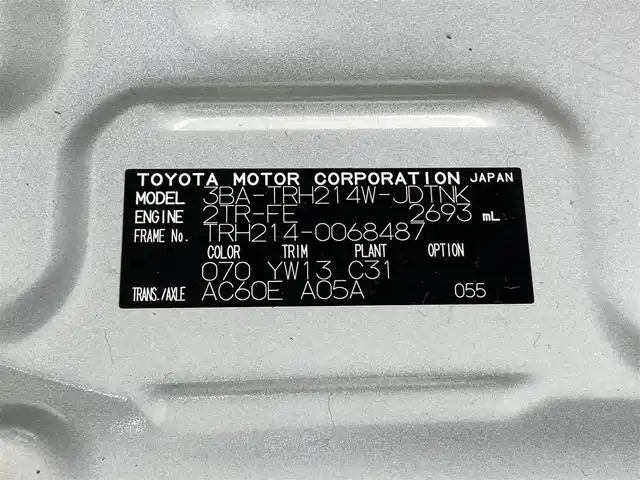 TOYOTA MOTOR CORPORATION JAPAN
MODEL 3BA-TRH214W-JDTNK
ENGINE 2TR-FE 2693 mL
FRAME No. TRH214-0068487
COLOR TRIM PLANT OPTION
070 YW13 C31
TRANS./AXLE AC60E A05A 055